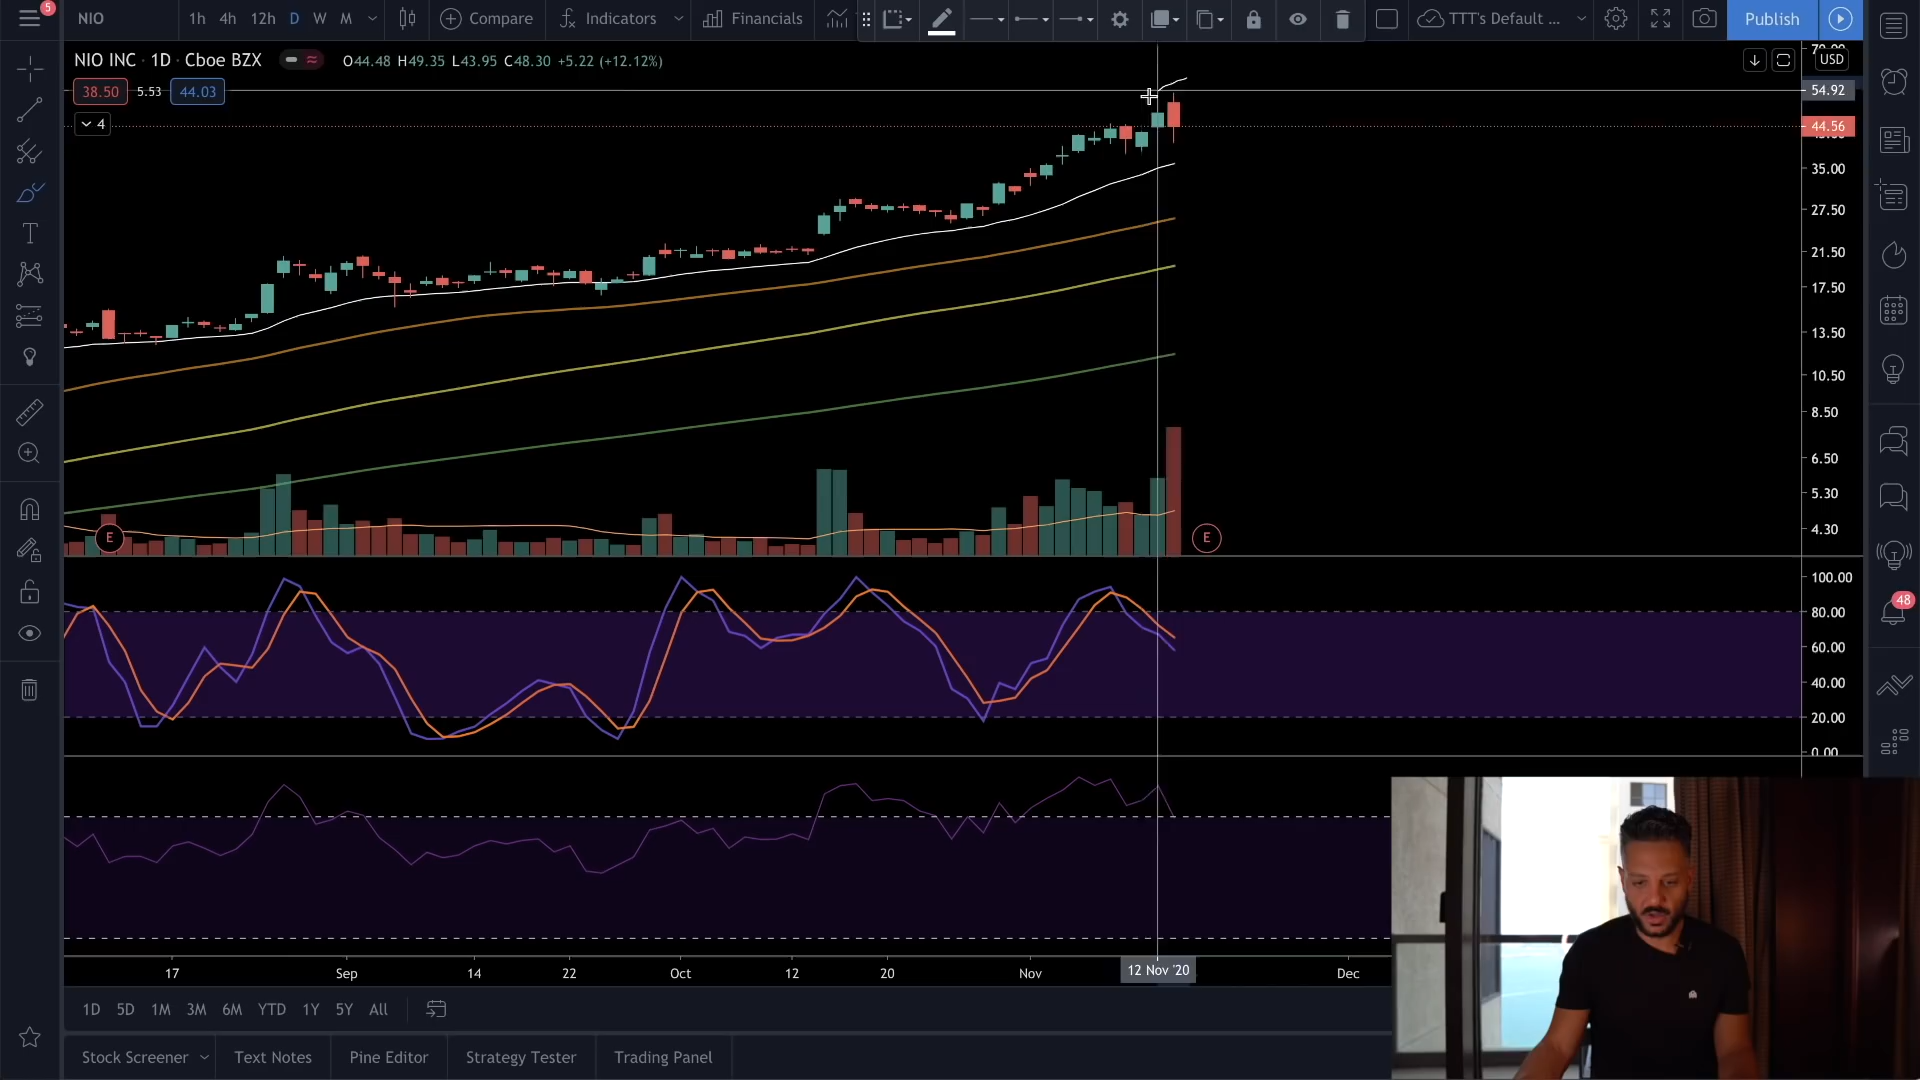 5
NIO
1h 4h 12h D W M
Compare
Indicators
Financials
TTT's Default ...
Publish
NIO INC · 1D · Cboe BZX
O44.48 H49.35 L43.95 C48.30 +5.22 (+12.12%)
38.50 5.53 44.03
4
70.00
USD
54.92
44.56
35.00
27.50
21.50
17.50
13.50
10.50
8.50
6.50
5.30
4.30
E
E
100.00
80.00
60.00
40.00
20.00
0.00
48
17 Sep 14 22 Oct 12 20 Nov 12 Nov '20 Dec
1D 5D 1M 3M 6M YTD 1Y 5Y All
Stock Screener Text Notes Pine Editor Strategy Tester Trading Panel